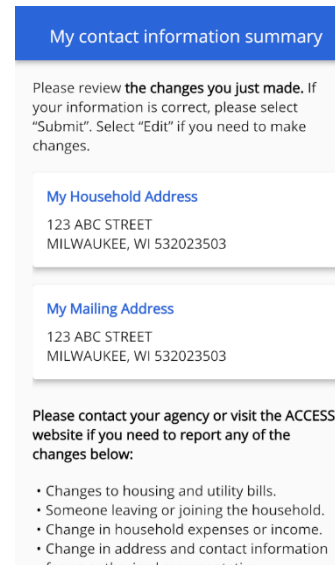 My contact information summary
Please review the changes you just made. If
your information is correct, please select
“Submit”. Select “Edit” if you need to make
changes.
My Household Address
123 ABC STREET
MILWAUKEE, WI 532023503
My Mailing Address
123 ABC STREET
MILWAUKEE, WI 532023503
Please contact your agency or visit the ACCESS
website if you need to report any of the
changes below:
• Changes to housing and utility bills.
• Someone leaving or joining the household.
• Change in household expenses or income.
• Change in address and contact information